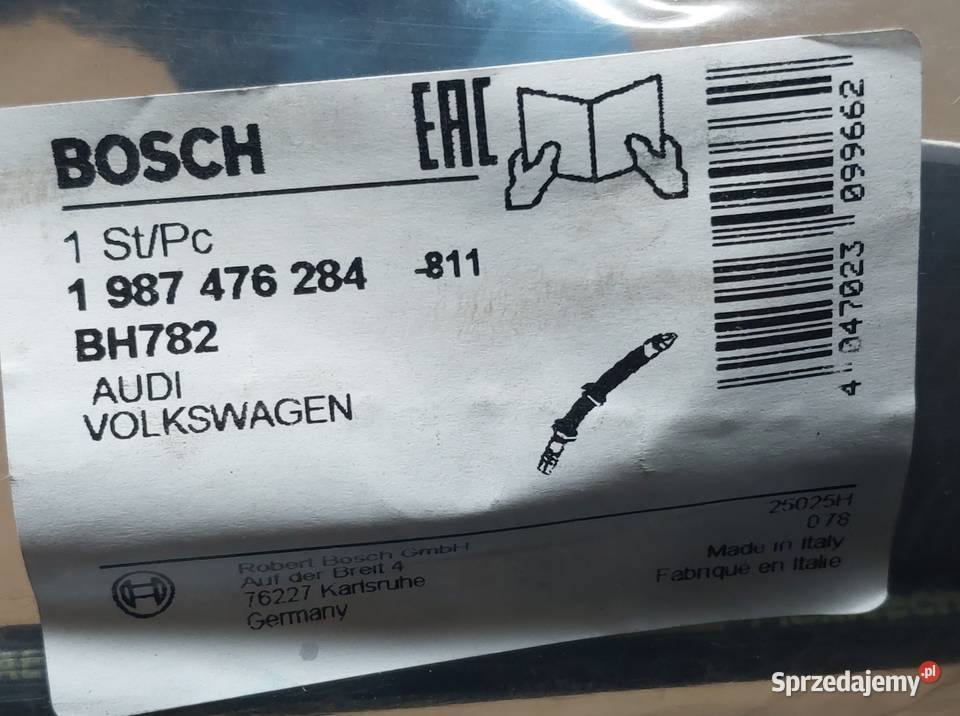 BOSCH
EAC
1 St/Pc
1 987 476 284 -811
BH782
AUDI
VOLKSWAGEN
4 047023 099662
25025H
078
Made in Italy
Fabriqué en Italie
Robert Bosch GmbH
Auf der Breit 4
76227 Karlsruhe
Germany
Sprzedajemy.pl